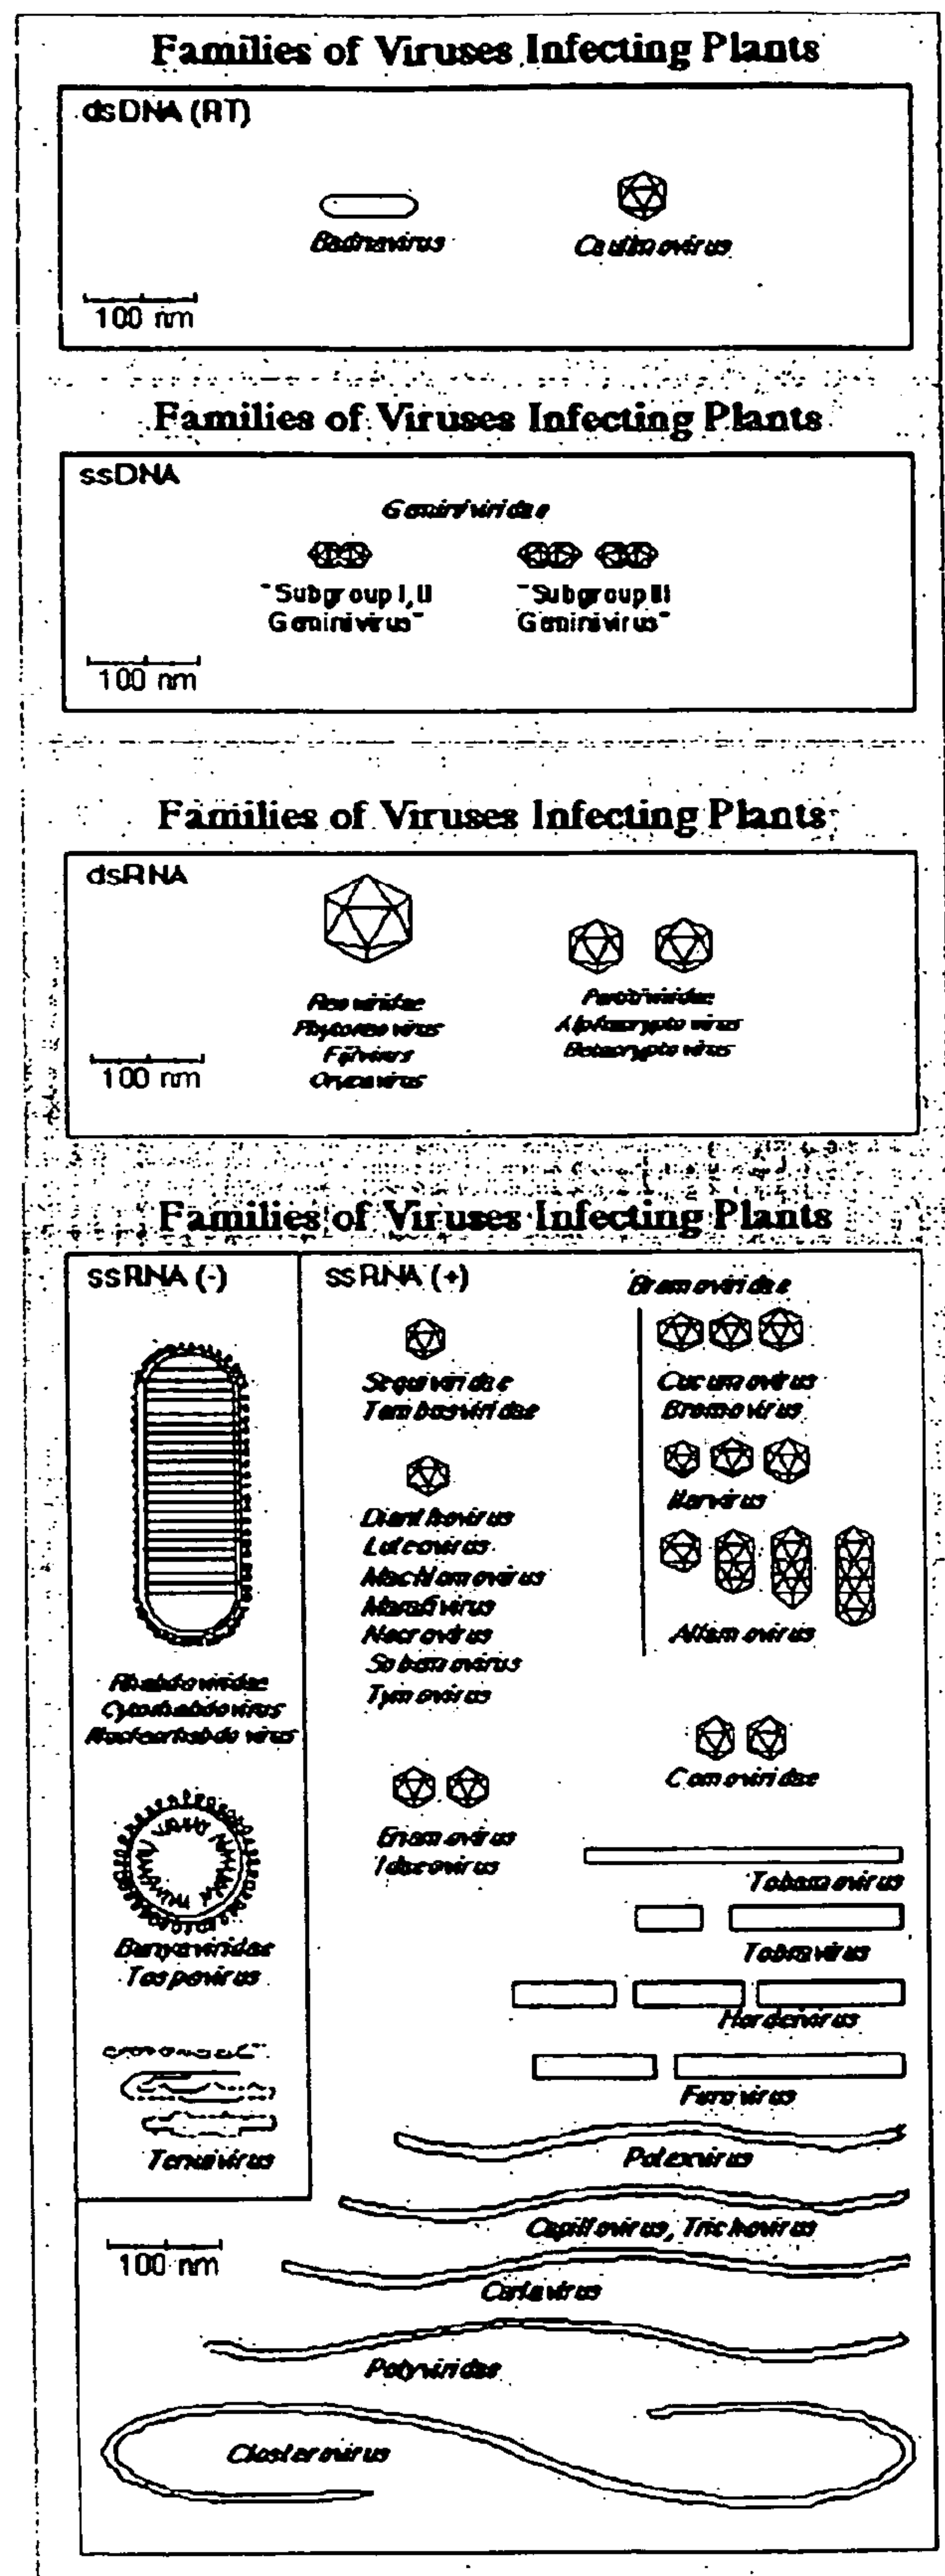 Families of Viruses Infecting Plants
dsDNA (RT)
Badnavirus
Caulimovirus
100 nm
Families of Viruses Infecting Plants
ssDNA
Geminiviridae
"Subgroup I, II
Geminivirus"
"Subgroup III
Geminivirus"
100 nm
Families of Viruses Infecting Plants
dsRNA
Reoviridae
Phytoreovirus
Fijivirus
Oryzavirus
Partitiviridae
Alphacryptovirus
Betacryptovirus
100 nm
Families of Viruses Infecting Plants
ssRNA (-)
Rhabdoviridae
Cytorhabdovirus
Nucleorhabdovirus
Bunyaviridae
Tospovirus
Tenuivirus
100 nm
ssRNA (+)
Sequiviridae
Tombusviridae
Dianthovirus
Luteovirus
Machlomovirus
Marafivirus
Necrovirus
Sobemovirus
Tymovirus
Enamovirus
Idaeovirus
Bromoviridae
Cucumovirus
Bromovirus
Ilarvirus
Alfamovirus
Comoviridae
Tobamovirus
Tobravirus
Hordeivirus
Furovirus
Potexvirus
Capillovirus, Trichovirus
Carlavirus
Potyviridae
Closterovirus